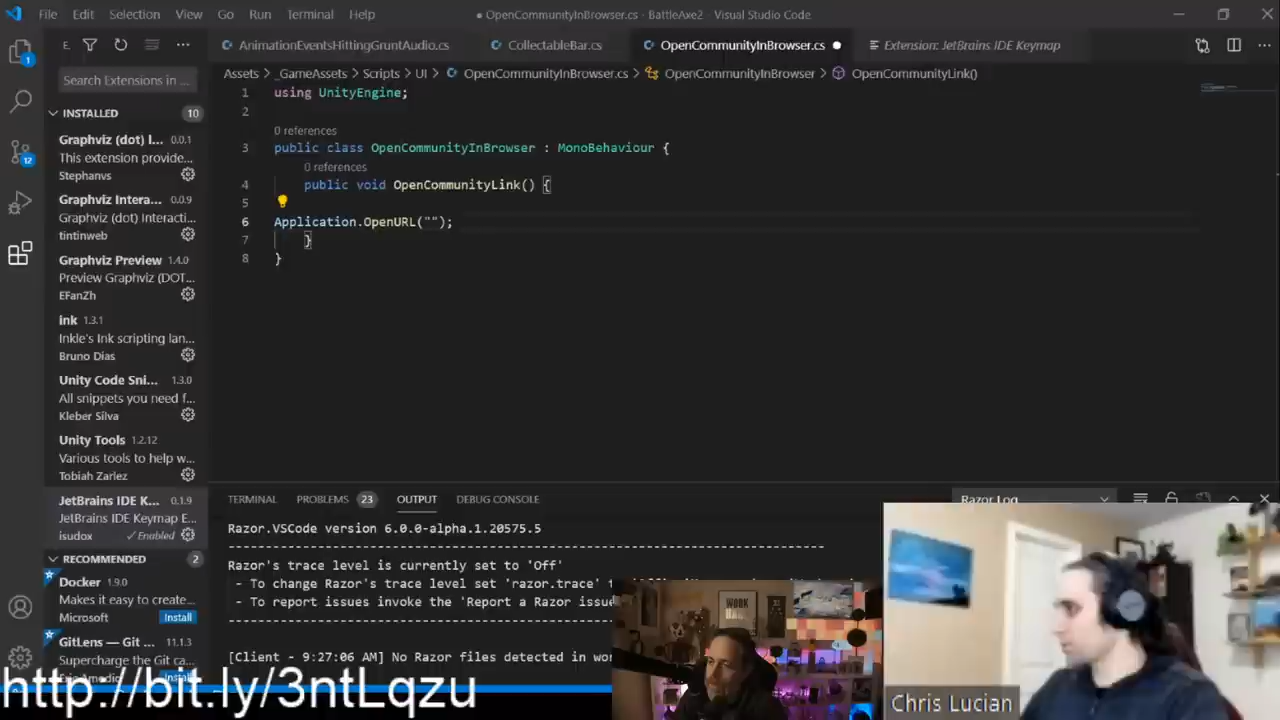 File Edit Selection View Go Run Terminal Help
● OpenCommunityInBrowser.cs - BattleAxe2 - Visual Studio Code
E.
AnimationEventsHittingGruntAudio.cs CollectableBar.cs OpenCommunityInBrowser.cs ● Extension: JetBrains IDE Keymap
Assets > _GameAssets > Scripts > UI > OpenCommunityInBrowser.cs > OpenCommunityInBrowser > OpenCommunityLink()
1
Search Extensions in ...
INSTALLED 10
Graphviz (dot) l... 0.0.1
This extension provide...
Stephanvs
Graphviz Intera... 0.0.9
Graphviz (dot) Interacti...
tintinweb
Graphviz Preview 1.4.0
Preview Graphviz (DOT...
EFanZh
ink 1.3.1
Inkle's Ink scripting lan...
Bruno Dias
Unity Code Sni... 1.3.0
All snippets you need f...
Kleber Silva
Unity Tools 1.2.12
Various tools to help w...
Tobiah Zarlez
JetBrains IDE K... 0.1.9
JetBrains IDE Keymap E...
isudox ✓ Enabled
RECOMMENDED 2
Docker 1.9.0
Makes it easy to create...
Microsoft Install
GitLens — Git ... 11.1.3
Supercharge the Git ca...
Install
12
1 using UnityEngine;
2
0 references
3 public class OpenCommunityInBrowser : MonoBehaviour {
0 references
4 public void OpenCommunityLink() {
5
6 Application.OpenURL("");
7 }
8 }
TERMINAL PROBLEMS 23 OUTPUT DEBUG CONSOLE
Razor Log
Razor.VSCode version 6.0.0-alpha.1.20575.5
--------------------------------------------------------------------------------
Razor's trace level is currently set to 'Off'
- To change Razor's trace level set 'razor.trace'
- To report issues invoke the 'Report a Razor issue
--------------------------------------------------------------------------------
[Client - 9:27:06 AM] No Razor files detected in
WORK
http://bit.ly/3ntLqzu
Chris Lucian